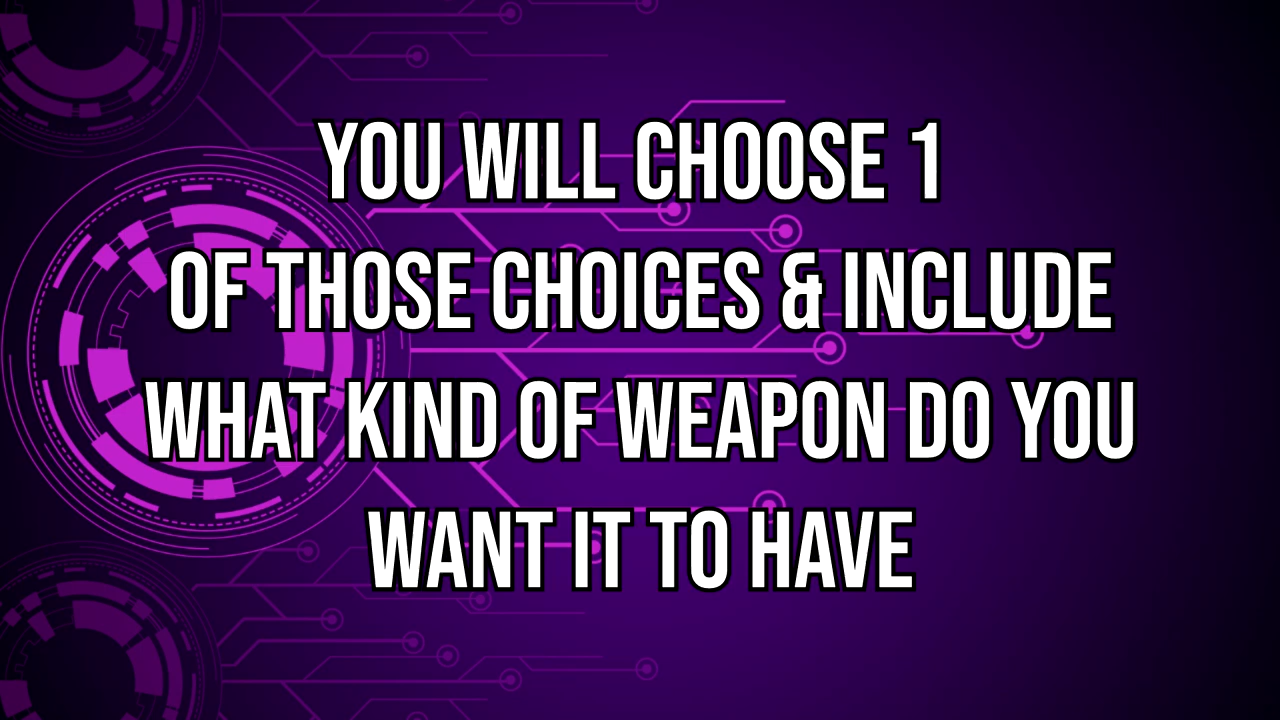 YOU WILL CHOOSE 1
OF THOSE CHOICES & INCLUDE
WHAT KIND OF WEAPON DO YOU
WANT IT TO HAVE